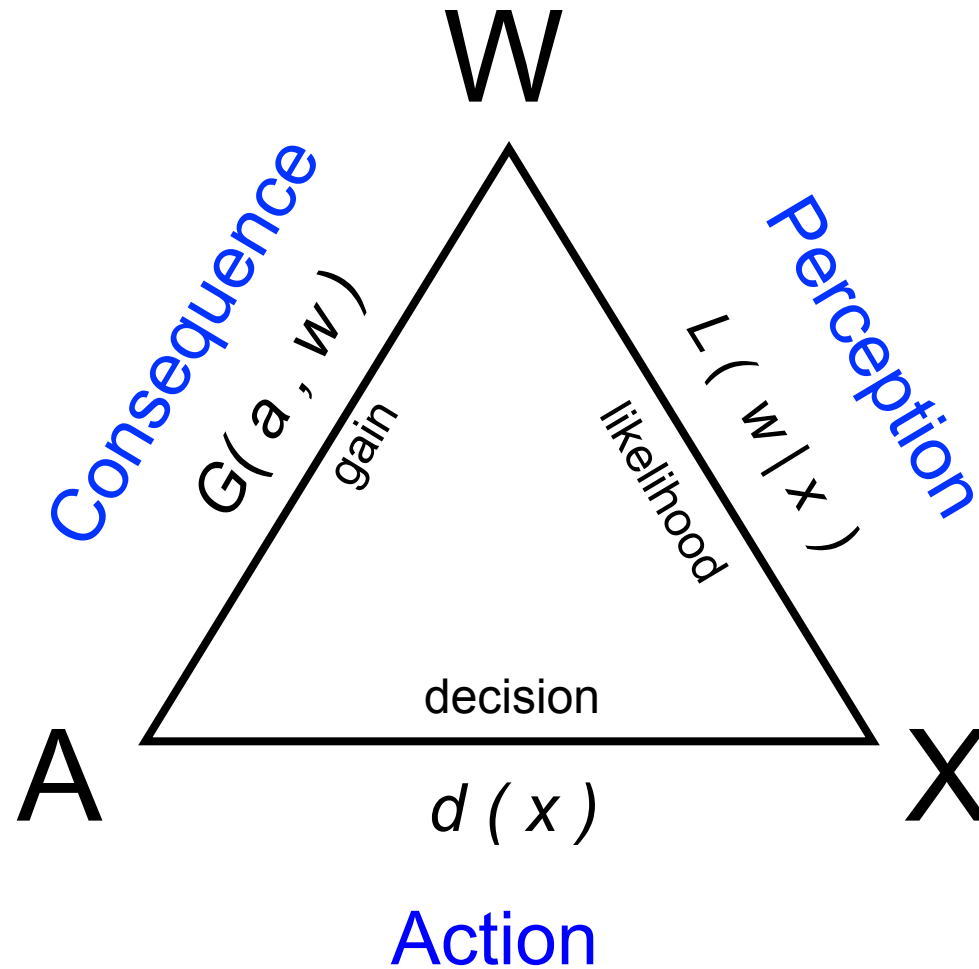 W
Consequence
G( a , w )
gain
Perception
L ( w | x )
likelihood
decision
A
X
d ( x )
Action